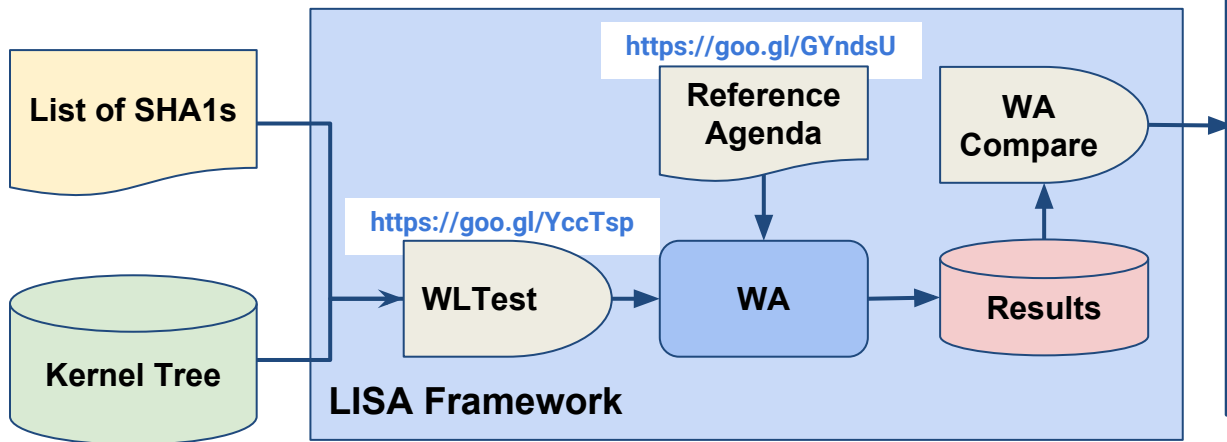 List of SHA1s
Kernel Tree
https://goo.gl/GYndsU
Reference
Agenda
WA
Compare
https://goo.gl/YccTsp
WLTest
WA
Results
LISA Framework